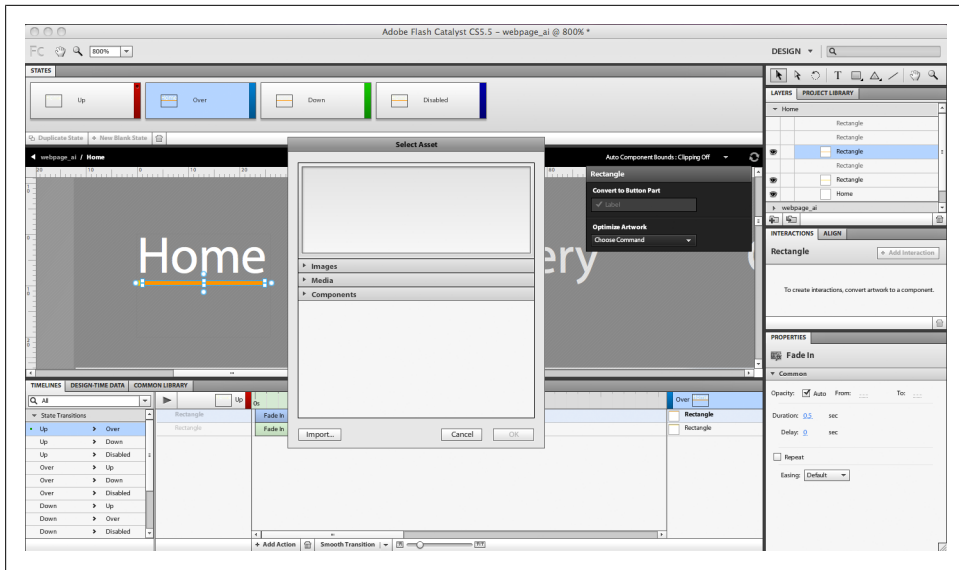 Adobe Flash Catalyst CS5.5 – webpage_ai @ 800% *
FC 800% DESIGN
STATES
Up Over Down Disabled
Duplicate State + New Blank State
LAYERS PROJECT LIBRARY
Home
Rectangle
Rectangle
Rectangle
Rectangle
Rectangle
Home
webpage_ai
webpage_ai / Home
Auto Component Bounds : Clipping Off
Select Asset
Images
Media
Components
Import...
Cancel
OK
Rectangle
Convert to Button Part
Label
Optimize Artwork
Choose Command
Home
ery
INTERACTIONS ALIGN
Rectangle + Add Interaction
To create interactions, convert artwork to a component.
PROPERTIES
Fade In
Common
Opacity: Auto From: To:
Duration: 0.5 sec
Delay: 0 sec
Repeat
Easing: Default
TIMELINES DESIGN-TIME DATA COMMON LIBRARY
All
Up 0s Over
State Transitions
Up > Over
Up > Down
Up > Disabled
Over > Up
Over > Down
Over > Disabled
Down > Up
Down > Over
Down > Disabled
Rectangle Fade In Rectangle
Rectangle Fade In Rectangle
+ Add Action Smooth Transition